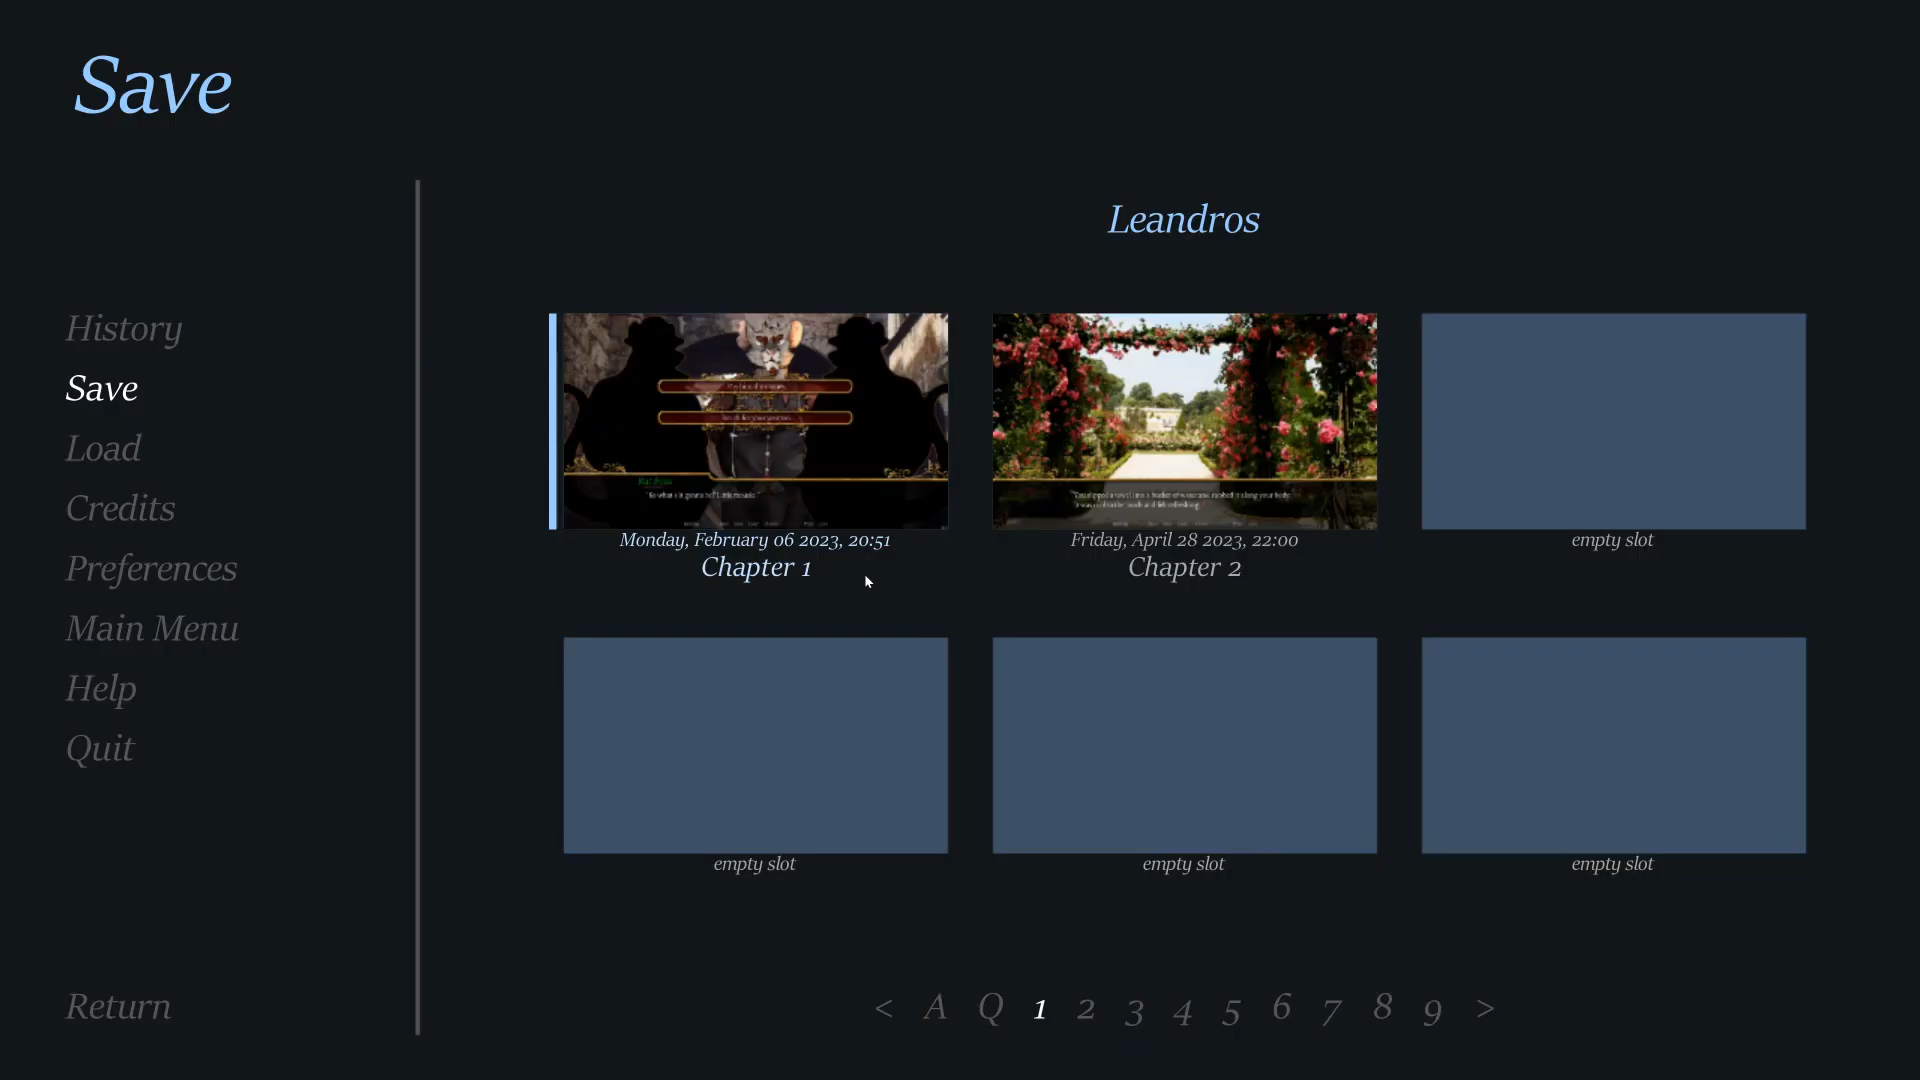 Save
Leandros
History
Save
Load
Credits
Preferences
Main Menu
Help
Quit
Return
Monday, February 06 2023, 20:51
Chapter 1
Friday, April 28 2023, 22:00
Chapter 2
empty slot
empty slot
empty slot
empty slot
< A Q 1 2 3 4 5 6 7 8 9 >